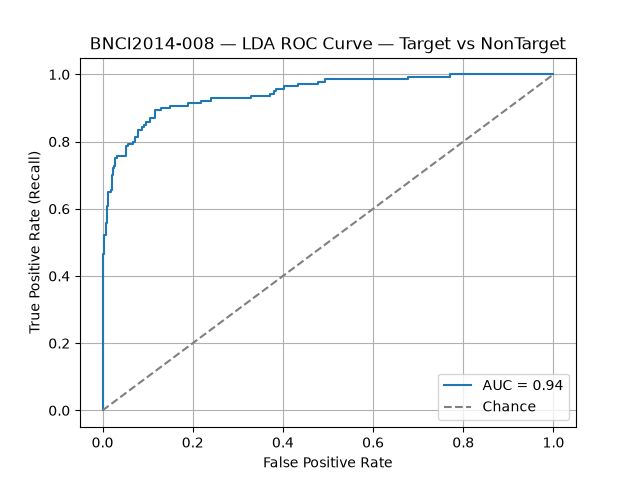 BNCI2014-008 — LDA ROC Curve — Target vs NonTarget
True Positive Rate (Recall)
1.0
0.8
0.6
0.4
0.2
0.0
0.0 0.2 0.4 0.6 0.8 1.0
False Positive Rate
AUC = 0.94
Chance